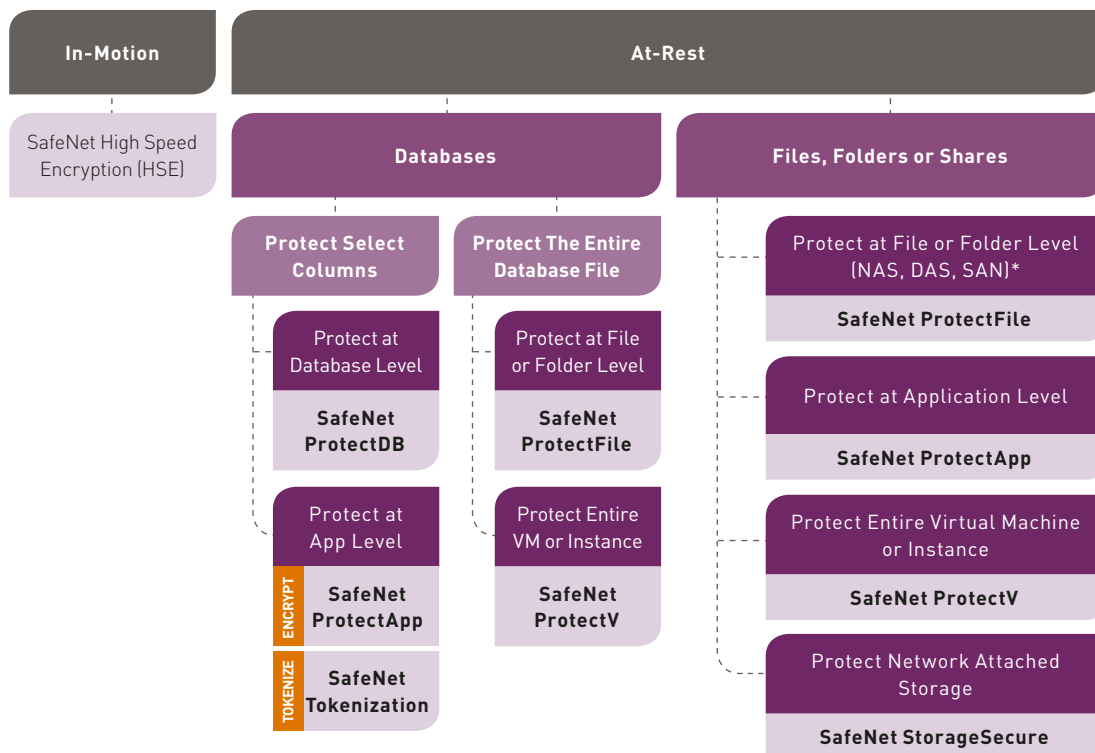 In-Motion
At-Rest
SafeNet High Speed
Encryption (HSE)
Databases
Files, Folders or Shares
Protect Select
Columns
Protect The Entire
Database File
Protect at
Database Level
SafeNet
ProtectDB
Protect at
App Level
ENCRYPT
SafeNet
ProtectApp
TOKENIZE
SafeNet
Tokenization
Protect at File
or Folder Level
SafeNet
ProtectFile
Protect Entire
VM or Instance
SafeNet
ProtectV
Protect at File or Folder Level
(NAS, DAS, SAN)*
SafeNet ProtectFile
Protect at Application Level
SafeNet ProtectApp
Protect Entire Virtual Machine
or Instance
SafeNet ProtectV
Protect Network Attached
Storage
SafeNet StorageSecure